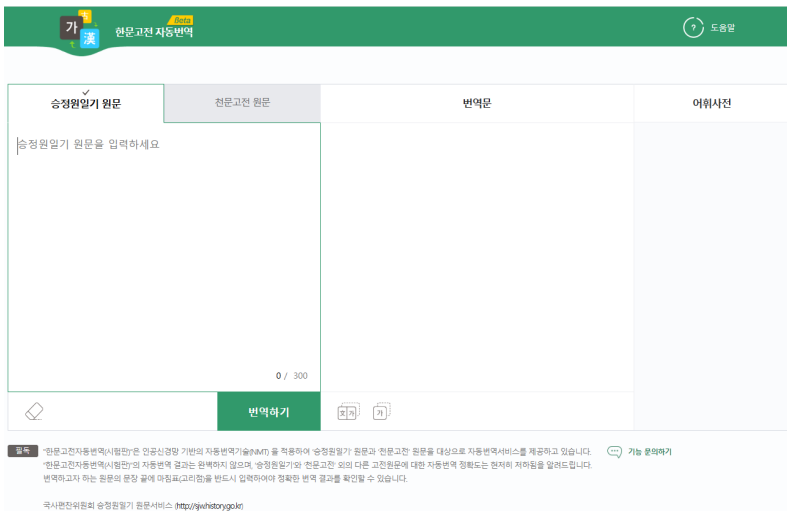 가
漢
Beta
한문고전 자동번역
? 도움말
승정원일기 원문
천문고전 원문
번역문
어휘사전
승정원일기 원문을 입력하세요
0 / 300
번역하기
필독
"한문고전자동번역(시험판)"은 인공신경망 기반의 자동번역기술(NMT) 을 적용하여 '승정원일기' 원문과 '천문고전' 원문을 대상으로 자동번역서비스를 제공하고 있습니다.
기능 문의하기
"한문고전자동번역(시험판)"의 자동번역 결과는 완벽하지 않으며, '승정원일기'와 '천문고전' 외의 다른 고전원문에 대한 자동번역 정확도는 현저히 저하됨을 알려드립니다.
번역하고자 하는 원문의 문장 끝에 마침표(고리점)을 반드시 입력하여야 정확한 번역 결과를 확인할 수 있습니다.
국사편찬위원회 승정원일기 원문서비스 (http://sjw.history.go.kr)